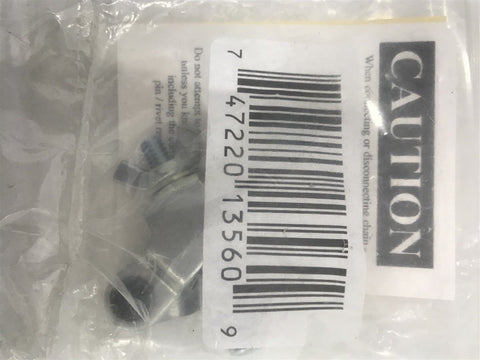 CAUTION
When connecting or disconnecting chain
Do not attempt to
unless you
including the
pin / rivet
7 47220 13560 9